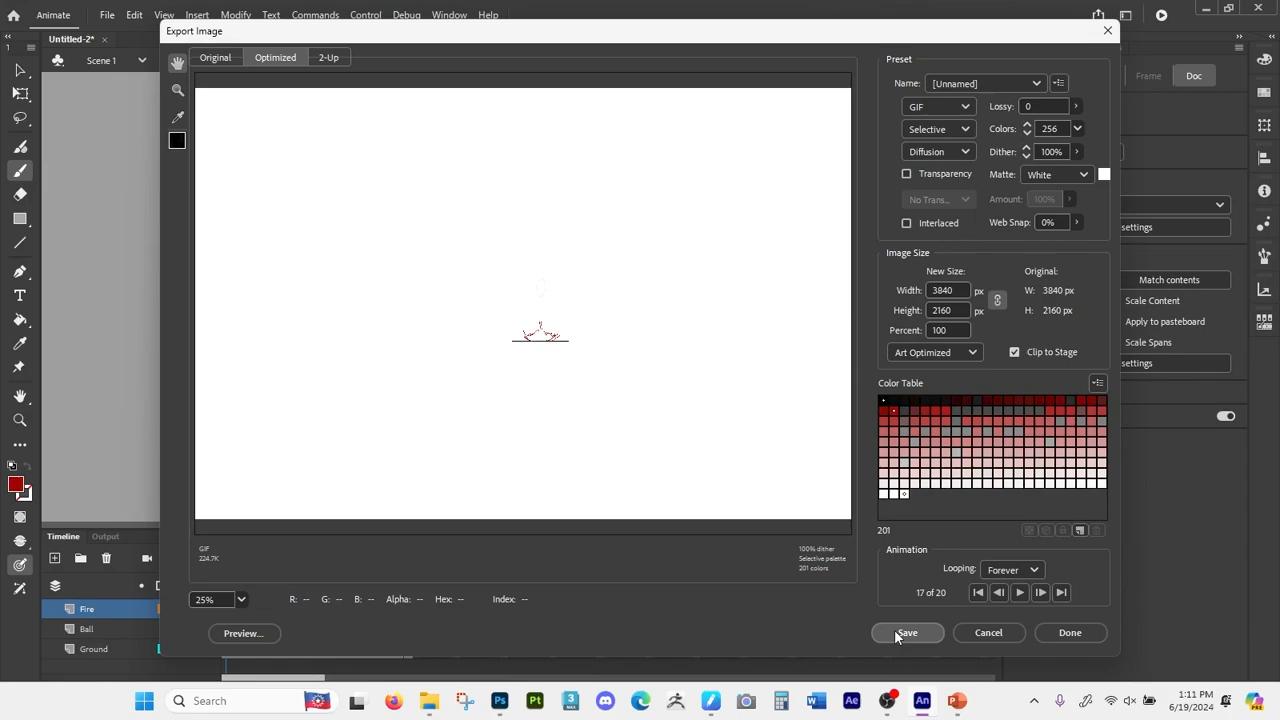 Animate File Edit View Insert Modify Text Commands Control Debug Window Help
Export Image
Untitled-2* ×
1
Scene 1
Original Optimized 2-Up
Preset
Name: [Unnamed]
GIF Lossy: 0
Selective Colors: 256
Diffusion Dither: 100%
Transparency Matte: White
No Trans... Amount: 100%
Interlaced Web Snap: 0%
Frame Doc
settings
Image Size
New Size: Original:
Width: 3840 px W: 3840 px
Height: 2160 px H: 2160 px
Percent: 100
Art Optimized Clip to Stage
Match contents
Scale Content
Apply to pasteboard
Scale Spans
settings
Color Table
201
Animation
Looping: Forever
17 of 20
GIF
224.7K
100% dither
Selective palette
201 colors
25% R: -- G: -- B: -- Alpha: -- Hex: -- Index: --
Preview... Save Cancel Done
Timeline Output
Fire
Ball
Ground
Search
1:11 PM
6/19/2024